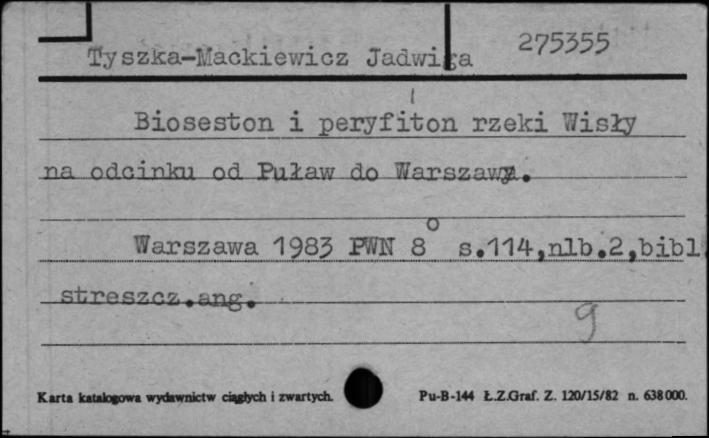 275355
Tyszka-Mackiewicz Jadwiga
Bioseston i peryfiton rzeki Wisły
na odcinku od Puław do Warszawy.
Warszawa 1983 PWN 8° s.114,nlb.2,bibl.
streszcz.ang.
9
Karta katalogowa wydawnictw ciągłych i zwartych. Pu-B-144 Ł.Z.Graf. Z. 120/15/82 n. 638000.